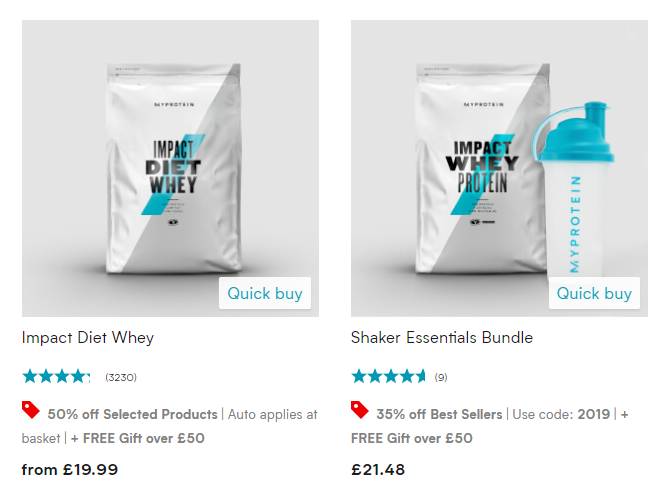 MYPROTEIN
IMPACT
DIET
WHEY
Quick buy
Impact Diet Whey
(3230)
50% off Selected Products | Auto applies at
basket | + FREE Gift over £50
from £19.99
MYPROTEIN
IMPACT
WHEY
PROTEIN
MYPROTEIN
Quick buy
Shaker Essentials Bundle
(9)
35% off Best Sellers | Use code: 2019 | +
FREE Gift over £50
£21.48